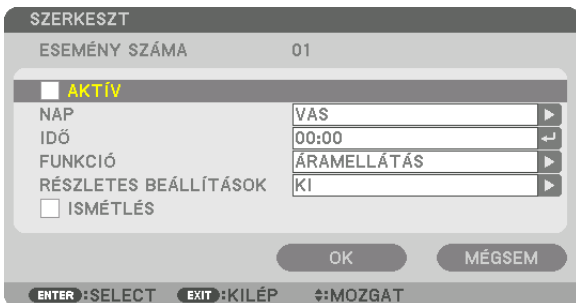 SZERKESZT
ESEMÉNY SZÁMA 01
AKTÍV
NAP VAS
IDŐ 00:00
FUNKCIÓ ÁRAMELLÁTÁS
RÉSZLETES BEÁLLÍTÁSOK KI
ISMÉTLÉS
OK MÉGSEM
ENTER:SELECT EXIT:KILÉP :MOZGAT